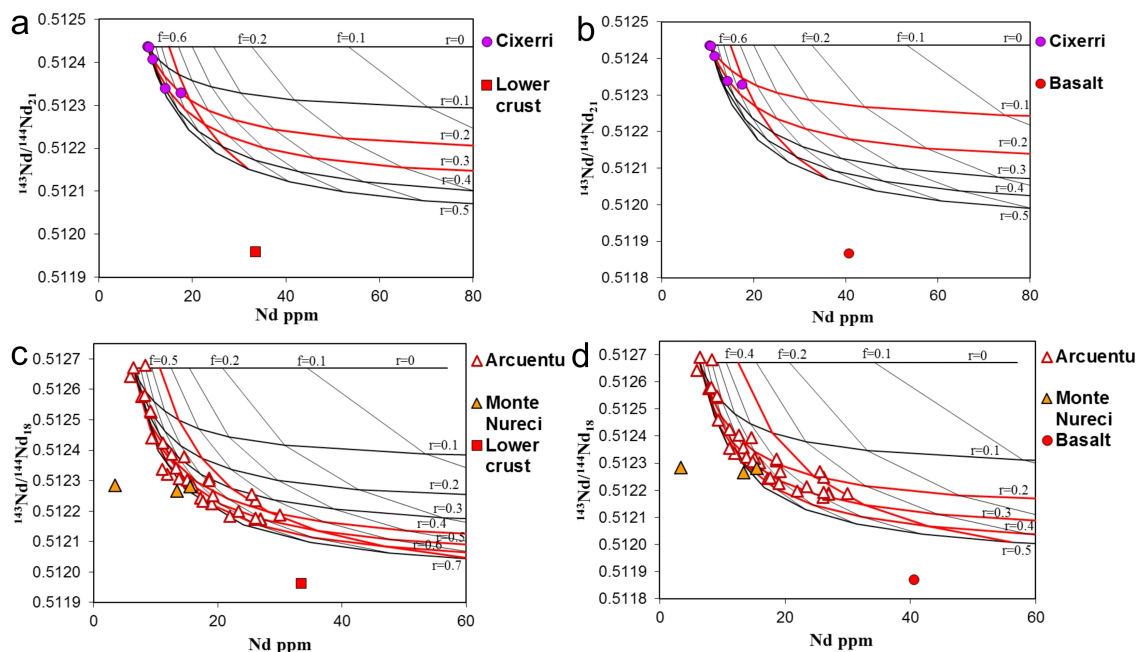 a
0.5125
0.5124
0.5123
0.5122
0.5121
0.5120
0.5119
¹⁴³Nd/¹⁴⁴Nd₂₁
f=0.6
f=0.2
f=0.1
r=0
r=0.1
r=0.2
r=0.3
r=0.4
r=0.5
0 20 40 60 80
Nd ppm
Cixerri
Lower
crust
b
0.5125
0.5124
0.5123
0.5122
0.5121
0.5120
0.5119
0.5118
¹⁴³Nd/¹⁴⁴Nd₂₁
f=0.6
f=0.2
f=0.1
r=0
r=0.1
r=0.2
r=0.3
r=0.4
r=0.5
0 20 40 60 80
Nd ppm
Cixerri
Basalt
c
0.5127
0.5126
0.5125
0.5124
0.5123
0.5122
0.5121
0.5120
0.5119
¹⁴³Nd/¹⁴⁴Nd₁₈
f=0.5
f=0.2
f=0.1
r=0
r=0.1
r=0.2
r=0.3
r=0.4
r=0.5
r=0.6
r=0.7
0 20 40 60
Nd ppm
Arcuentu
Monte
Nureci
Lower
crust
d
0.5127
0.5126
0.5125
0.5124
0.5123
0.5122
0.5121
0.5120
0.5119
0.5118
¹⁴³Nd/¹⁴⁴Nd₁₈
f=0.4
f=0.2
f=0.1
r=0
r=0.1
r=0.2
r=0.3
r=0.4
r=0.5
0 20 40 60
Nd ppm
Arcuentu
Monte
Nureci
Basalt